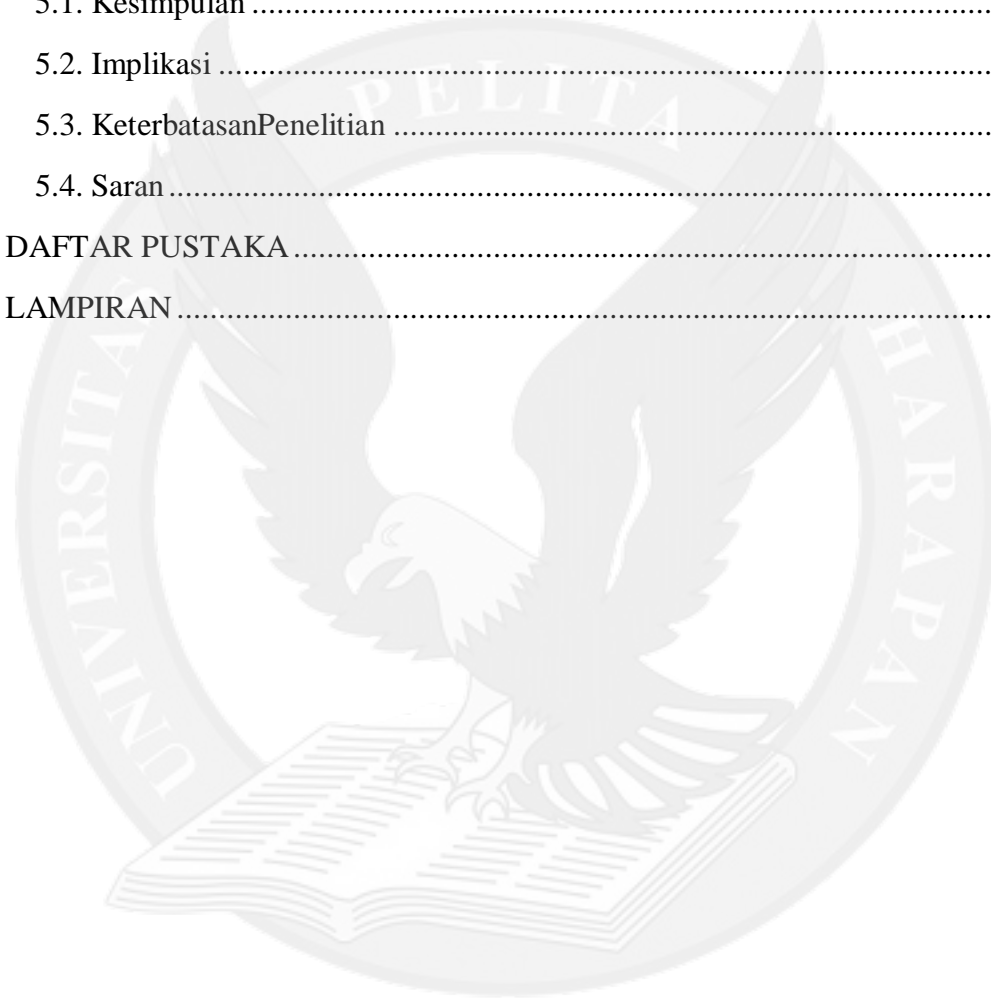 5.1. Kesimpulan ....................................................................................................
5.2. Implikasi ........................................................................................................
5.3. KeterbatasanPenelitian ................................................................................
5.4. Saran ..............................................................................................................
DAFTAR PUSTAKA ..........................................................................................
LAMPIRAN .........................................................................................................
UNIVERSITAS PELITA HARAPAN